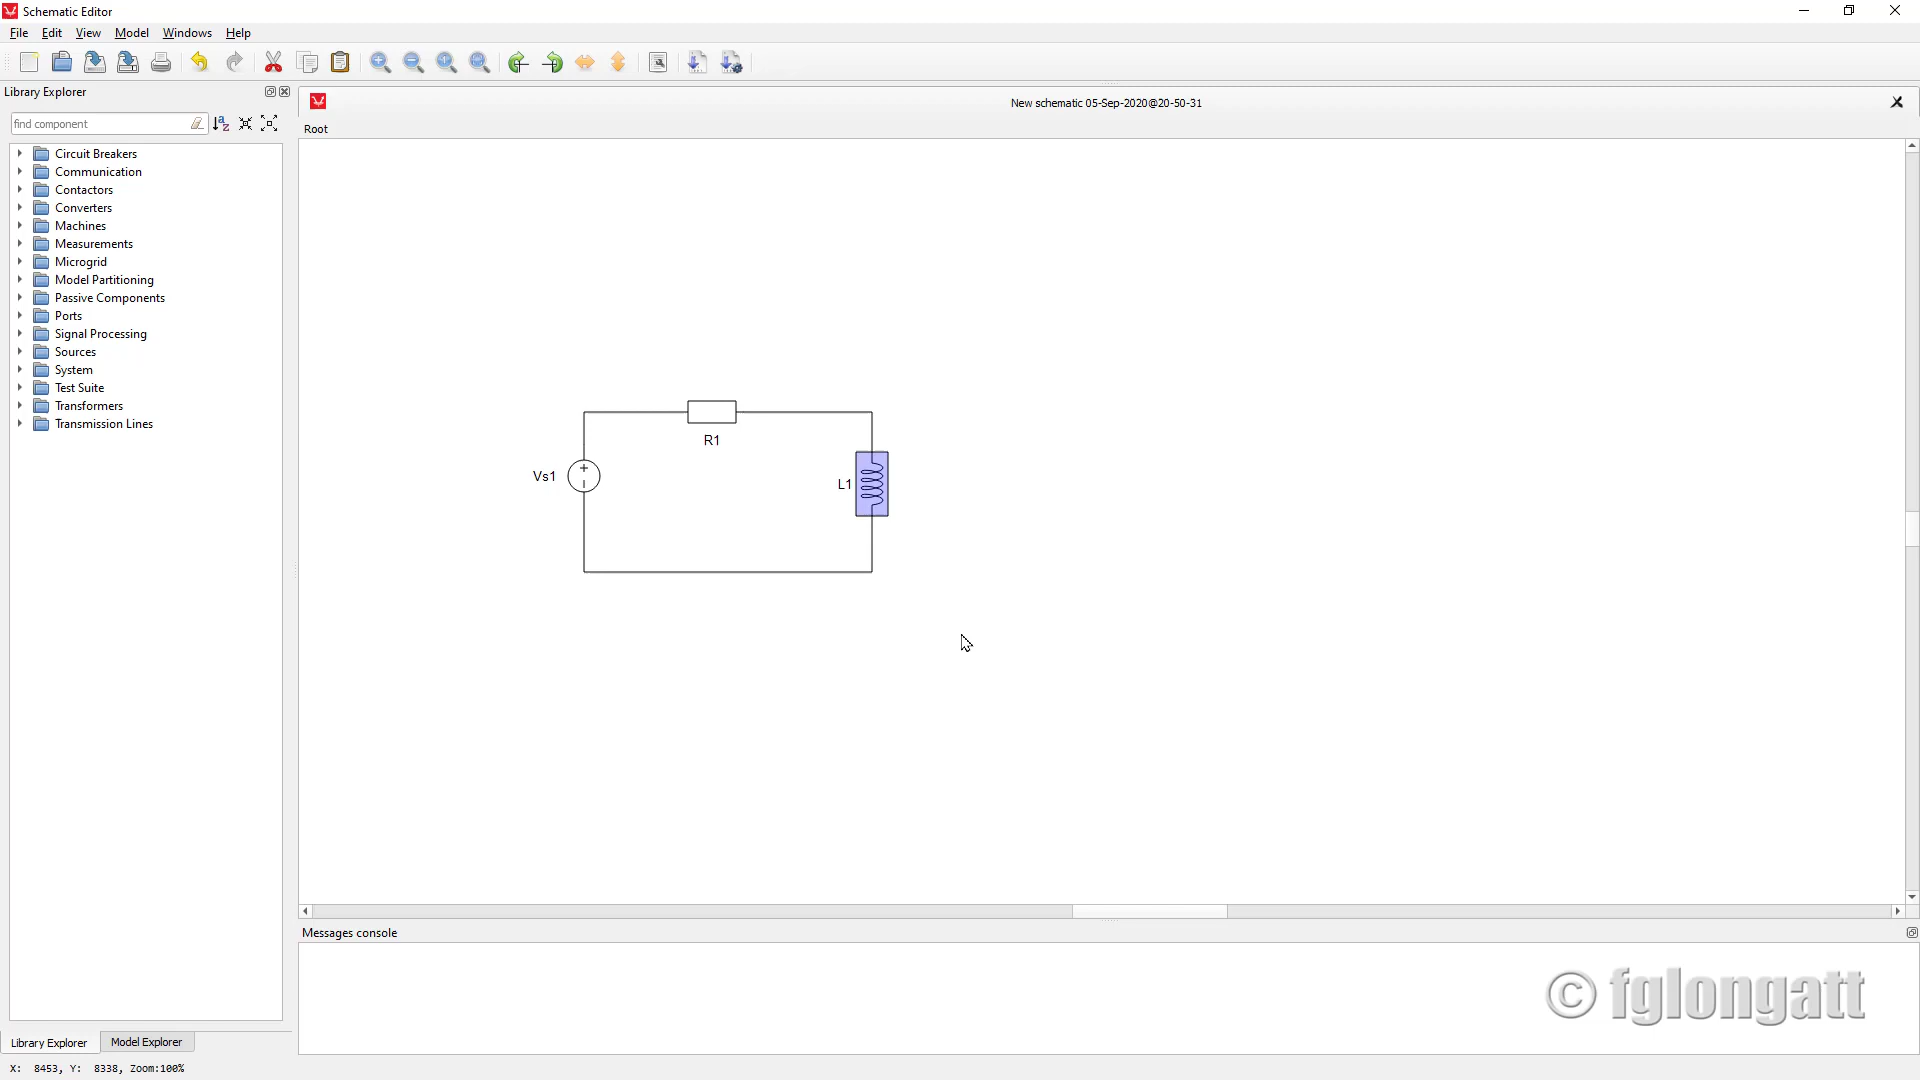 Schematic Editor
File Edit View Model Windows Help
Library Explorer
find component
Circuit Breakers
Communication
Contactors
Converters
Machines
Measurements
Microgrid
Model Partitioning
Passive Components
Ports
Signal Processing
Sources
System
Test Suite
Transformers
Transmission Lines
New schematic 05-Sep-2020@20-50-31
Root
R1
Vs1
L1
Messages console
© fglongatt
Library Explorer Model Explorer
X: 8453, Y: 8338, Zoom:100%